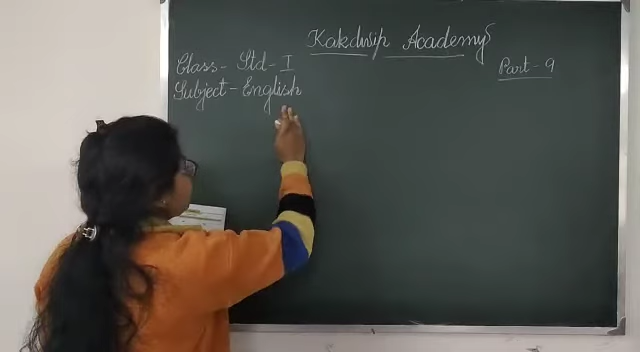 Kakdwip Academy
Class - Std - I
Part - 9
Subject - English